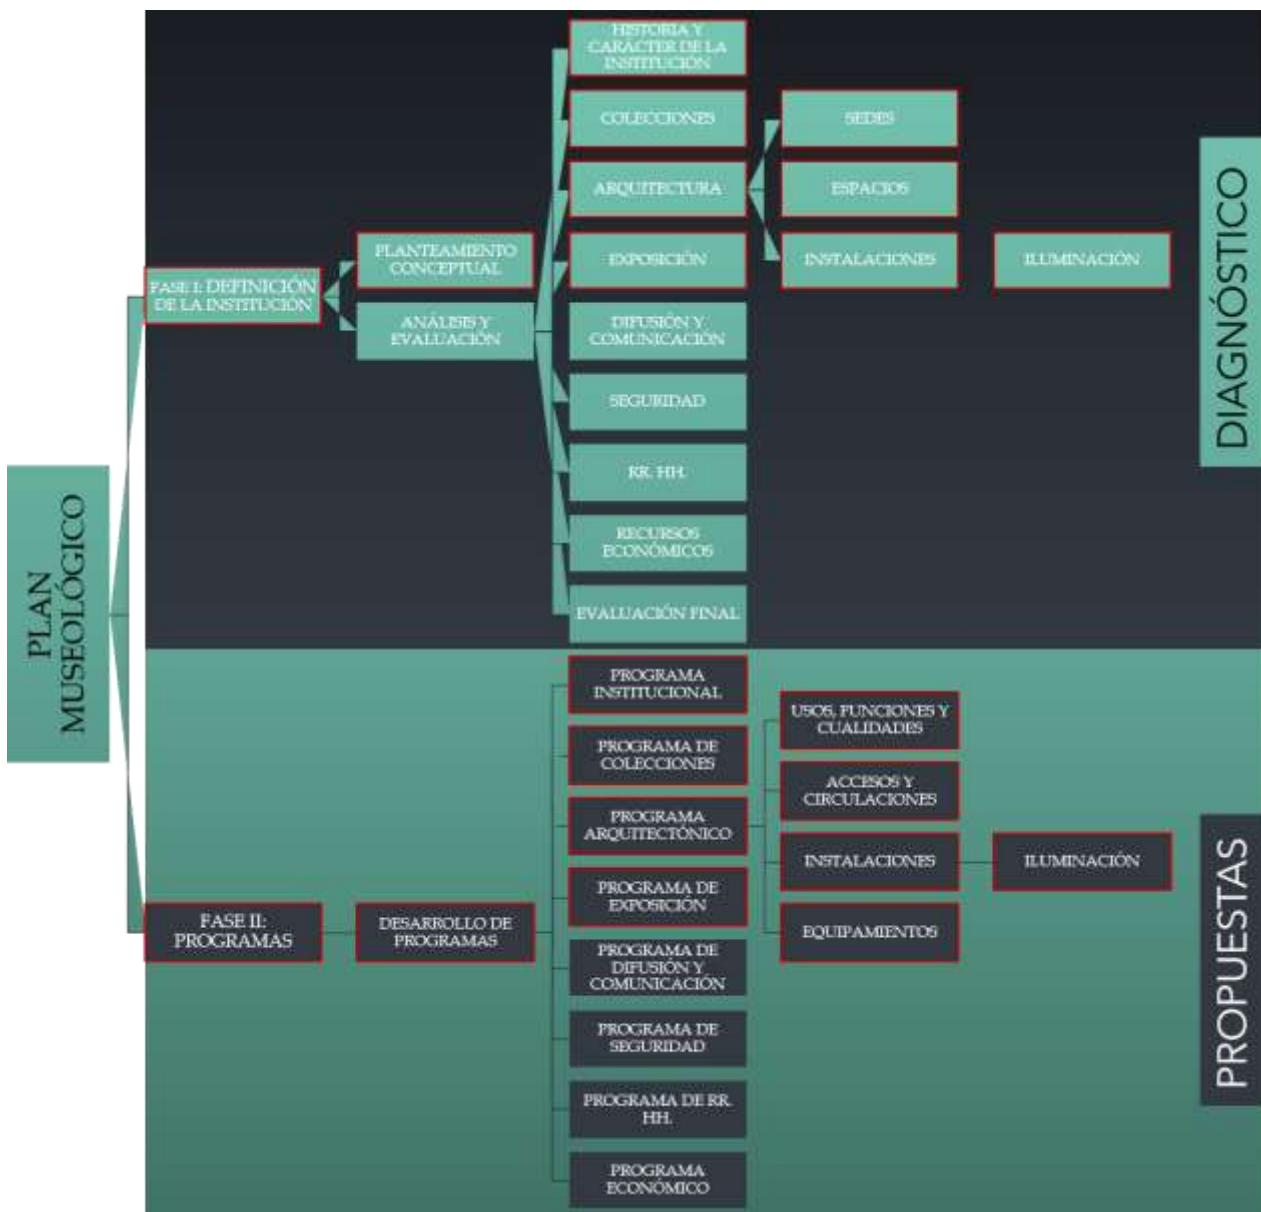 PLAN
MUSEOLÓGICO
FASE I: DEFINICIÓN
DE LA INSTITUCIÓN
PLANTEAMIENTO
CONCEPTUAL
ANÁLISIS Y
EVALUACIÓN
HISTORIA Y
CARÁCTER DE LA
INSTITUCIÓN
COLECCIONES
ARQUITECTURA
SEDES
ESPACIOS
INSTALACIONES
ILUMINACIÓN
EXPOSICIÓN
DIFUSIÓN Y
COMUNICACIÓN
SEGURIDAD
RR. HH.
RECURSOS
ECONÓMICOS
EVALUACIÓN FINAL
DIAGNÓSTICO
FASE II:
PROGRAMAS
DESARROLLO DE
PROGRAMAS
PROGRAMA
INSTITUCIONAL
PROGRAMA DE
COLECCIONES
PROGRAMA
ARQUITECTÓNICO
USOS, FUNCIONES Y
CUALIDADES
ACCESOS Y
CIRCULACIONES
INSTALACIONES
ILUMINACIÓN
EQUIPAMIENTOS
PROGRAMA DE
EXPOSICIÓN
PROGRAMA DE
DIFUSIÓN Y
COMUNICACIÓN
PROGRAMA DE
SEGURIDAD
PROGRAMA DE RR.
HH.
PROGRAMA
ECONÓMICO
PROPUESTAS